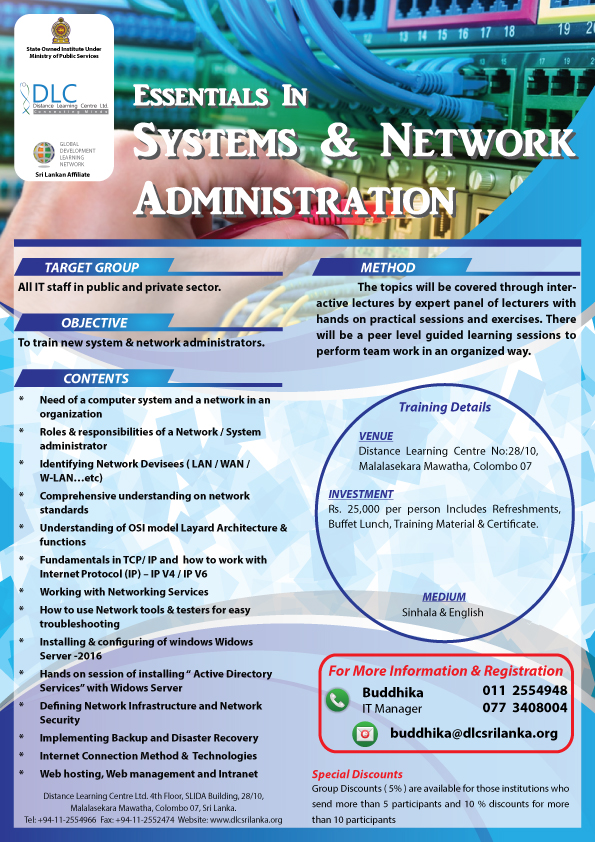 State Owned Institute Under
Ministry of Public Services
DLC
Distance Learning Centre Ltd.
Connecting Minds
GLOBAL
DEVELOPMENT
LEARNING
NETWORK
Sri Lankan Affiliate
Essentials In
Systems & Network
Administration
TARGET GROUP
All IT staff in public and private sector.
OBJECTIVE
To train new system & network administrators.
CONTENTS
* Need of a computer system and a network in an
organization
* Roles & responsibilities of a Network / System
administrator
* Identifying Network Devisees ( LAN / WAN /
W-LAN…etc)
* Comprehensive understanding on network
standards
* Understanding of OSI model Layard Architecture &
functions
* Fundamentals in TCP/ IP and how to work with
Internet Protocol (IP) – IP V4 / IP V6
* Working with Networking Services
* How to use Network tools & testers for easy
troubleshooting
* Installing & configuring of windows Widows
Server -2016
* Hands on session of installing “ Active Directory
Services” with Widows Server
* Defining Network Infrastructure and Network
Security
* Implementing Backup and Disaster Recovery
* Internet Connection Method & Technologies
* Web hosting, Web management and Intranet
Distance Learning Centre Ltd. 4th Floor, SLIDA Building, 28/10,
Malalasekara Mawatha, Colombo 07, Sri Lanka.
Tel: +94-11-2554966 Fax: +94-11-2552474 Website: www.dlcsrilanka.org
METHOD
The topics will be covered through inter-
active lectures by expert panel of lecturers with
hands on practical sessions and exercises. There
will be a peer level guided learning sessions to
perform team work in an organized way.
Training Details
VENUE
Distance Learning Centre No:28/10,
Malalasekara Mawatha, Colombo 07
INVESTMENT
Rs. 25,000 per person Includes Refreshments,
Buffet Lunch, Training Material & Certificate.
MEDIUM
Sinhala & English
For More Information & Registration
Buddhika 011 2554948
IT Manager 077 3408004
buddhika@dlcsrilanka.org
Special Discounts
Group Discounts ( 5% ) are available for those institutions who
send more than 5 participants and 10 % discounts for more
than 10 participants